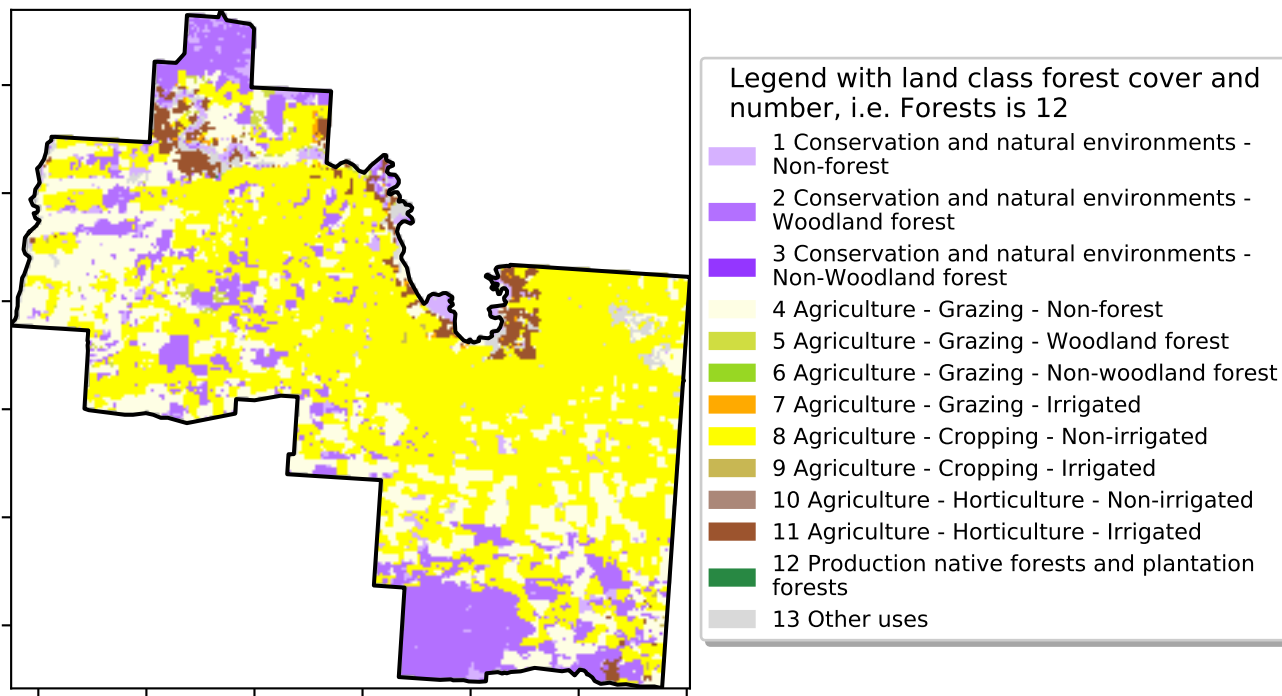 Legend with land class forest cover and
number, i.e. Forests is 12
1 Conservation and natural environments -
Non-forest
2 Conservation and natural environments -
Woodland forest
3 Conservation and natural environments -
Non-Woodland forest
4 Agriculture - Grazing - Non-forest
5 Agriculture - Grazing - Woodland forest
6 Agriculture - Grazing - Non-woodland forest
7 Agriculture - Grazing - Irrigated
8 Agriculture - Cropping - Non-irrigated
9 Agriculture - Cropping - Irrigated
10 Agriculture - Horticulture - Non-irrigated
11 Agriculture - Horticulture - Irrigated
12 Production native forests and plantation
forests
13 Other uses